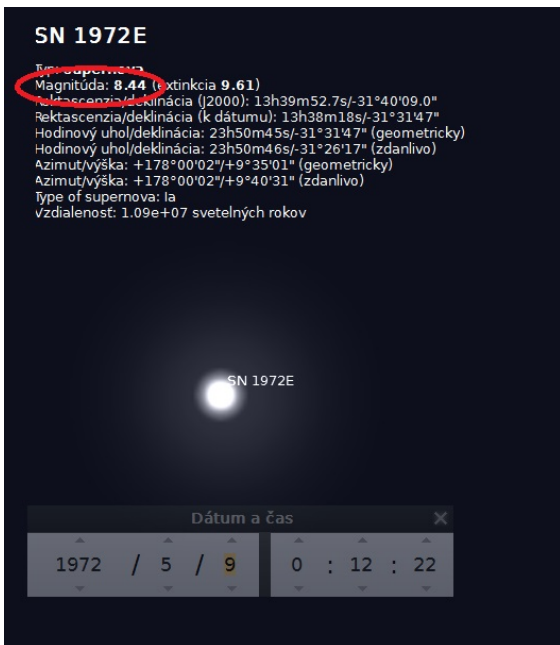 SN 1972E
Typ: supernova
Magnitúda: 8.44 (extinkcia 9.61)
Rektascenzia/deklinácia (J2000): 13h39m52.7s/-31°40'09.0"
Rektascenzia/deklinácia (k dátumu): 13h38m18s/-31°31'47"
Hodinový uhol/deklinácia: 23h50m45s/-31°31'47" (geometricky)
Hodinový uhol/deklinácia: 23h50m46s/-31°26'17" (zdanlivo)
Azimut/výška: +178°00'02"/+9°35'01" (geometricky)
Azimut/výška: +178°00'02"/+9°40'31" (zdanlivo)
Type of supernova: Ia
Vzdialenosť: 1.09e+07 svetelných rokov
SN 1972E
Dátum a čas
1972 / 5 / 9 0 : 12 : 22